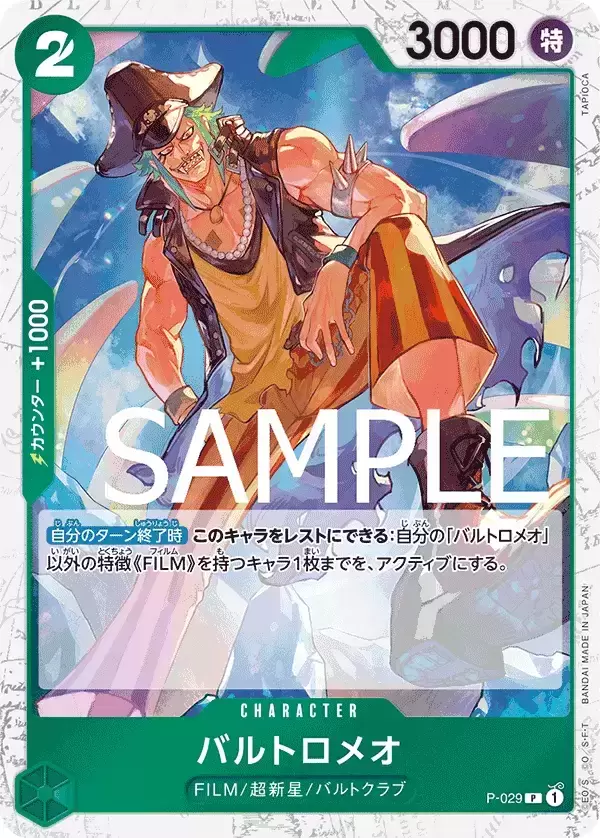 2
3000 特
TAPIOCA
カウンター +1000
SAMPLE
自分のターン終了時 このキャラをレストにできる：自分の「バルトロメオ」
以外の特徴《FILM》を持つキャラ1枚までを、アクティブにする。
CHARACTER
バルトロメオ
FILM/超新星/バルトクラブ
P-029 P 1
©E.O./S. ©O./S・F・T BANDAI MADE IN JAPAN